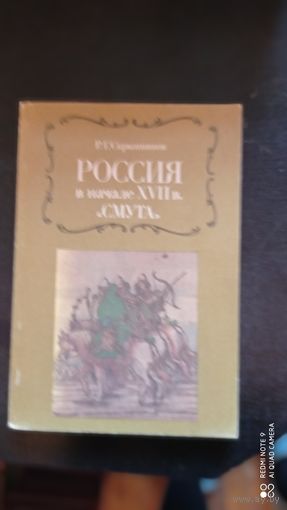 Р.Г.Скрынников
РОССИЯ
в начале XVII в.
«СМУТА»
REDMI NOTE 9
AI QUAD CAMERA